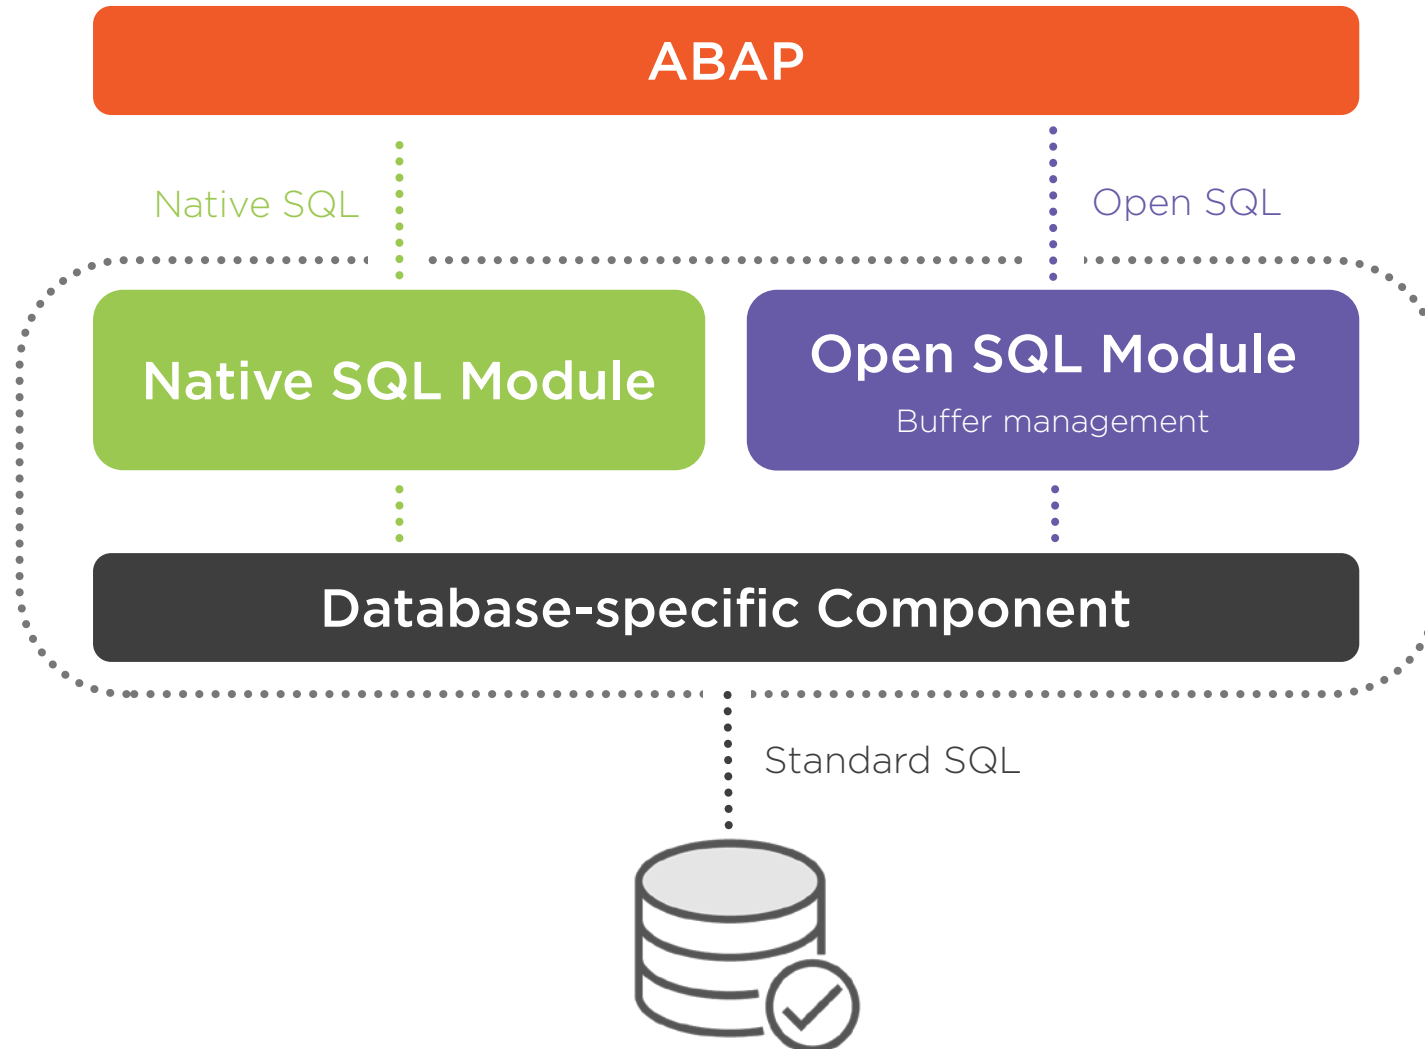 ABAP
Native SQL
Open SQL
Native SQL Module
Open SQL Module
Buffer management
Database-specific Component
Standard SQL